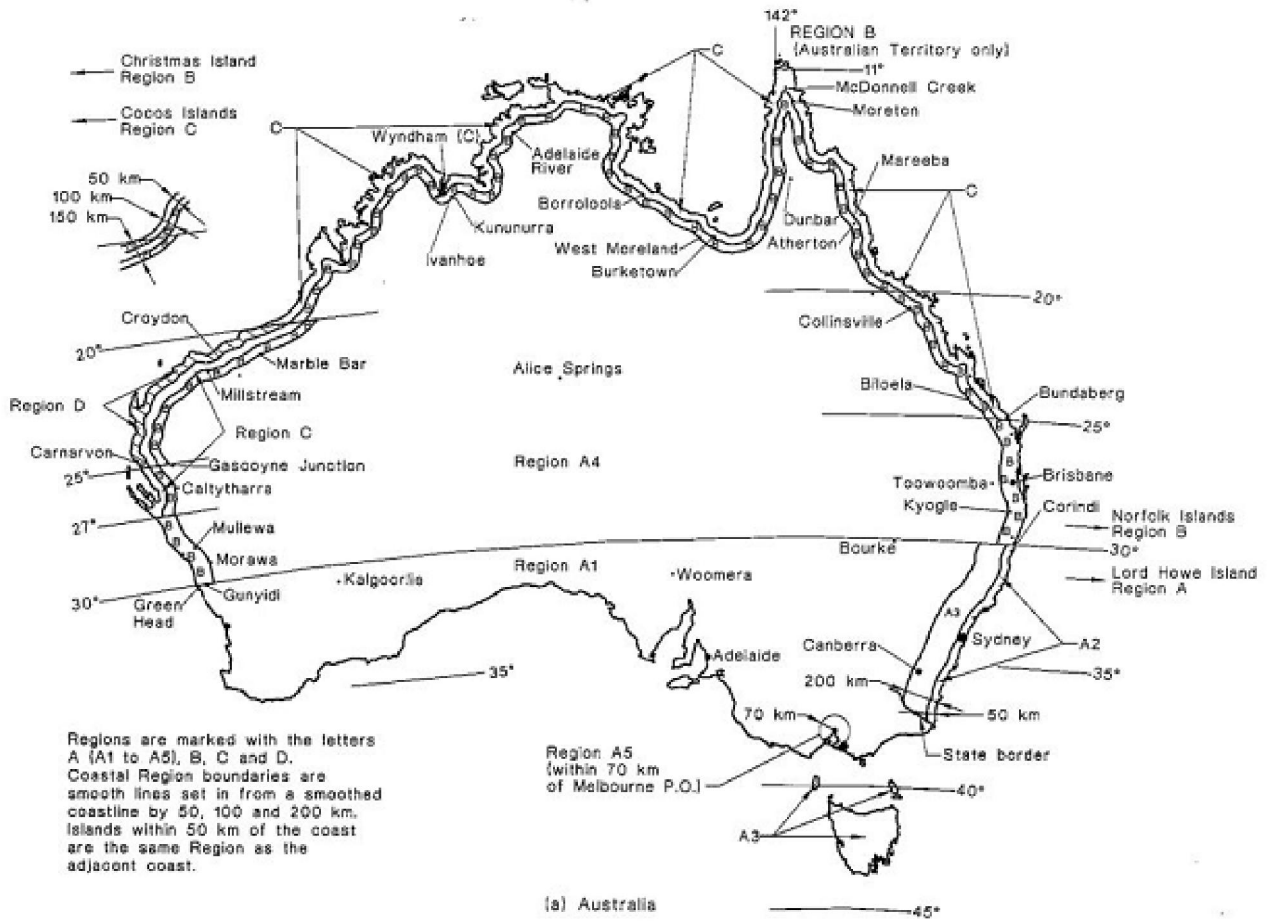 142°
REGION B
(Australian Territory only)
C
11°
McDonnell Creek
Moreton
Christmas Island
Region B
Cocos Islands
Region C
C
Wyndham (C)
Adelaide
River
Mareeba
50 km
100 km
150 km
C
Borroloola
Dunbar
Kununurra
West Moreland
Atherton
Ivanhoe
Burketown
20°
Croydon
Collinsville
20°
Marble Bar
Alice Springs
Millstream
Biloela
Bundaberg
Region D
25°
Region C
Carnarvon
Gascoyne Junction
Region A4
25°
Caltytharra
Toowoomba
Brisbane
Kyogle
Corindi
27°
Norfolk Islands
Region B
B
B
B
B
B
B
B
B
B
Mullewa
Bourke
30°
Morawa
Region A1
Kalgoorlie
Woomera
Lord Howe Island
Region A
30°
Gunyidi
Green
Head
A3
Sydney
A2
Canberra
Adelaide
35°
35°
200 km
70 km
50 km
State border
Regions are marked with the letters
A (A1 to A5), B, C and D.
Coastal Region boundaries are
smooth lines set in from a smoothed
coastline by 50, 100 and 200 km.
Islands within 50 km of the coast
are the same Region as the
adjacent coast.
Region A5
(within 70 km
of Melbourne P.O.)
40°
A3
(a) Australia
45°